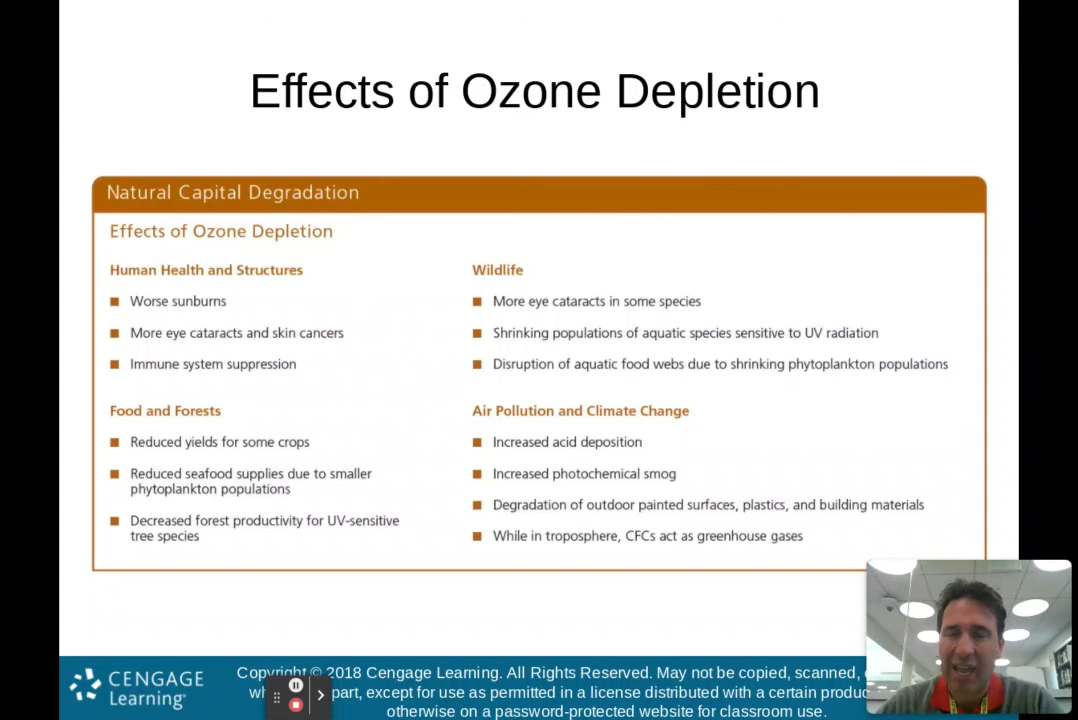 Effects of Ozone Depletion
Natural Capital Degradation
Effects of Ozone Depletion
Human Health and Structures
Worse sunburns
More eye cataracts and skin cancers
Immune system suppression
Food and Forests
Reduced yields for some crops
Reduced seafood supplies due to smaller
phytoplankton populations
Decreased forest productivity for UV-sensitive
tree species
Wildlife
More eye cataracts in some species
Shrinking populations of aquatic species sensitive to UV radiation
Disruption of aquatic food webs due to shrinking phytoplankton populations
Air Pollution and Climate Change
Increased acid deposition
Increased photochemical smog
Degradation of outdoor painted surfaces, plastics, and building materials
While in troposphere, CFCs act as greenhouse gases
CENGAGE
Learning
Copyright © 2018 Cengage Learning. All Rights Reserved. May not be copied, scanned,
part, except for use as permitted in a license distributed with a certain
otherwise on a password-protected website for classroom use.